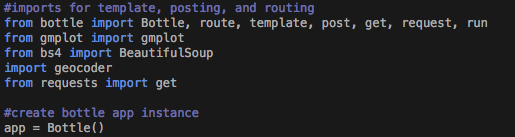 #imports for template, posting, and routing
from bottle import Bottle, route, template, post, get, request, run
from gmplot import gmplot
from bs4 import BeautifulSoup
import geocoder
from requests import get
#create bottle app instance
app = Bottle()